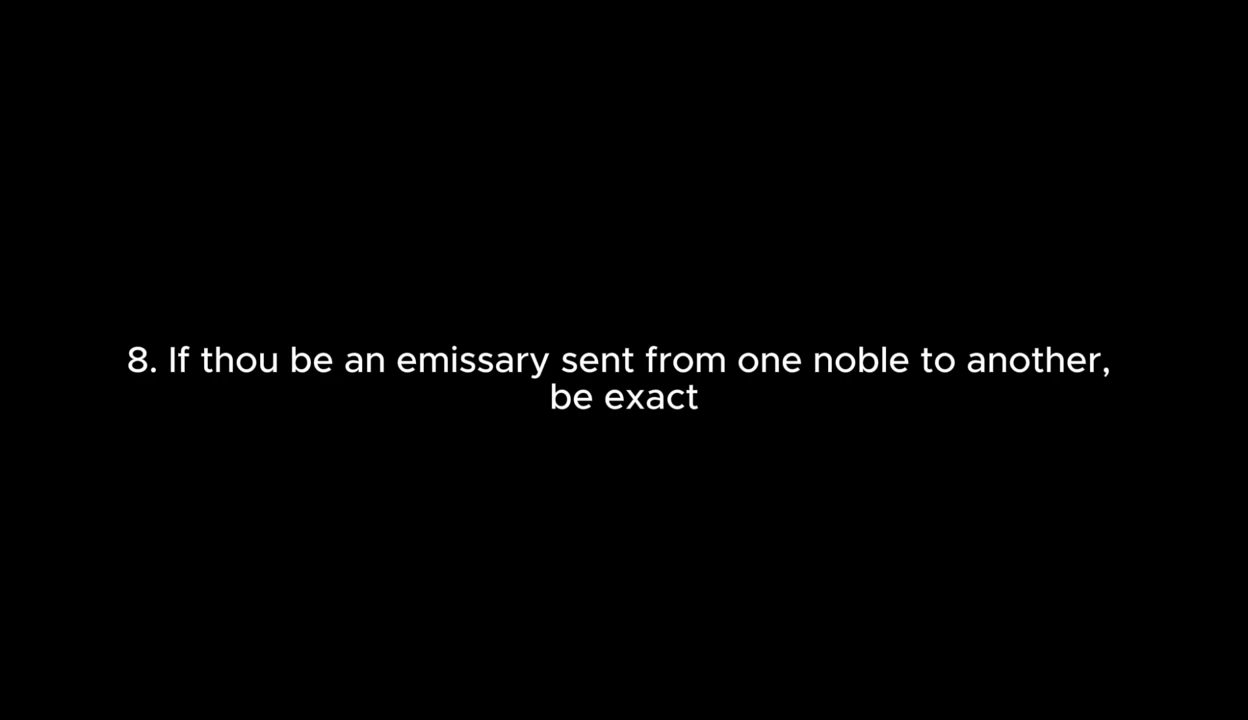 8. If thou be an emissary sent from one noble to another,
be exact